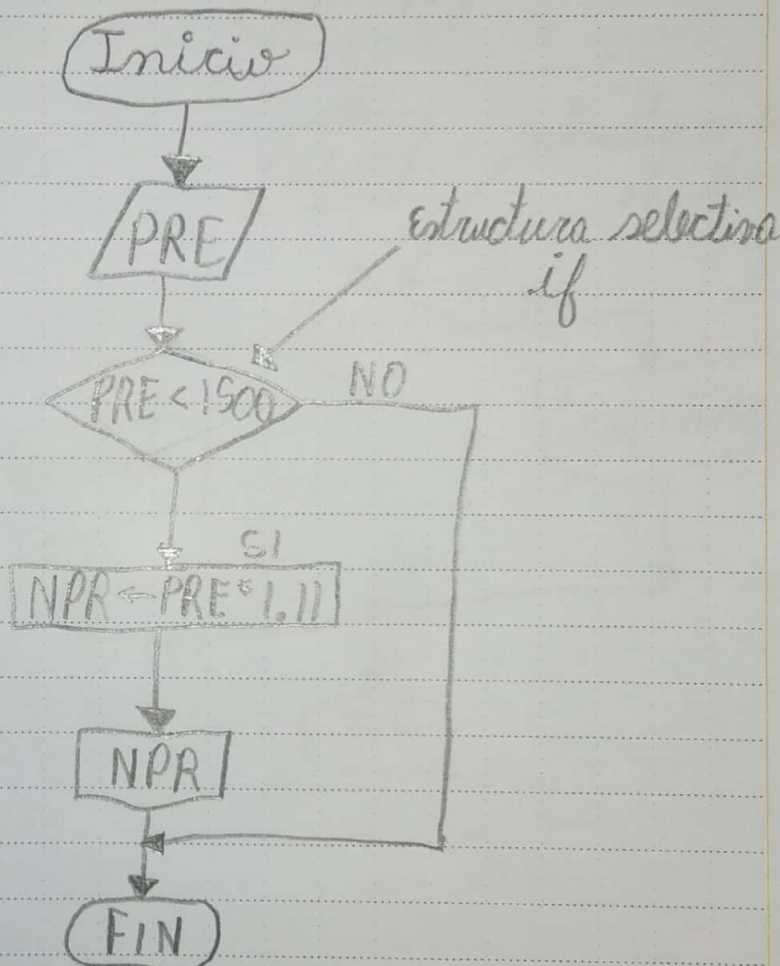 Inicio
PRE
Estructura selectiva
if
PRE < 1500
NO
SI
NPR ← PRE * 1.11
NPR
FIN